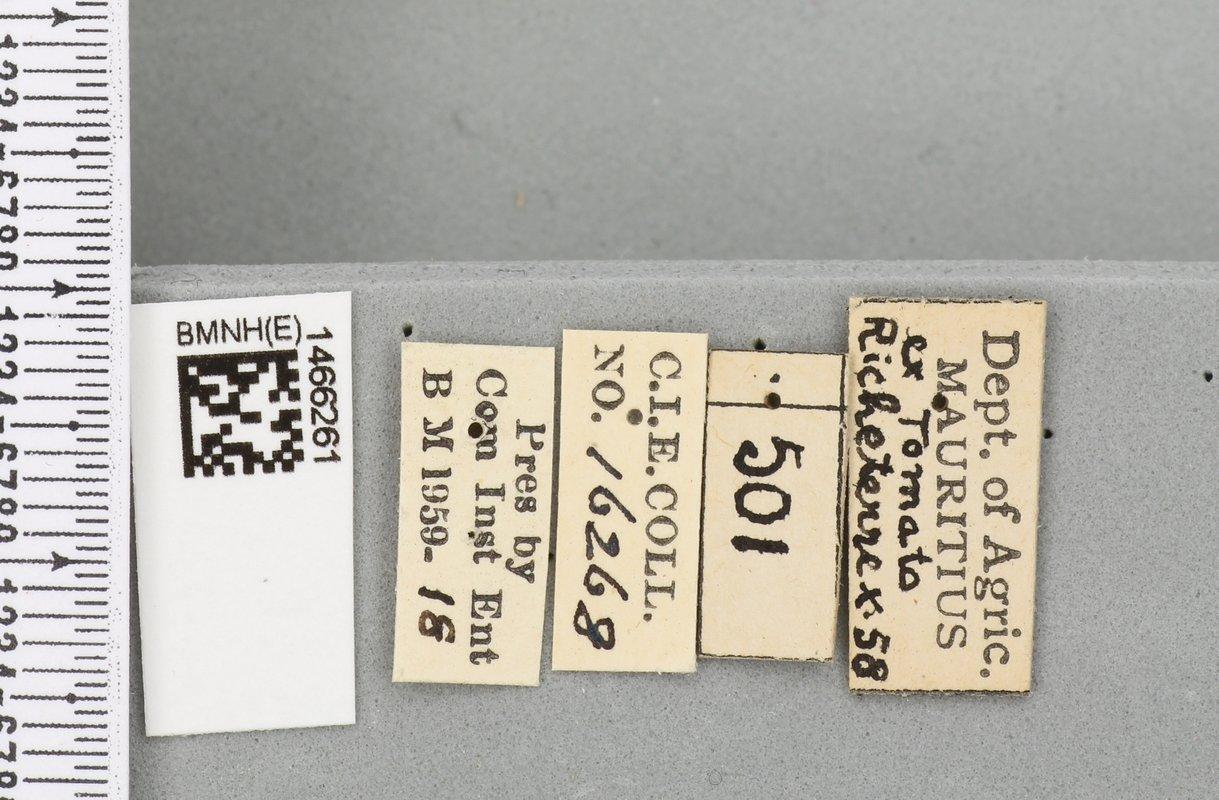 BMNH(E)
1466261
Pres by
Com Inst Ent
B M 1959- 18
C.I.E. COLL.
NO. 16268
501
Dept. of Agric.
MAURITIUS
ex Tomato
Richeterre x.58